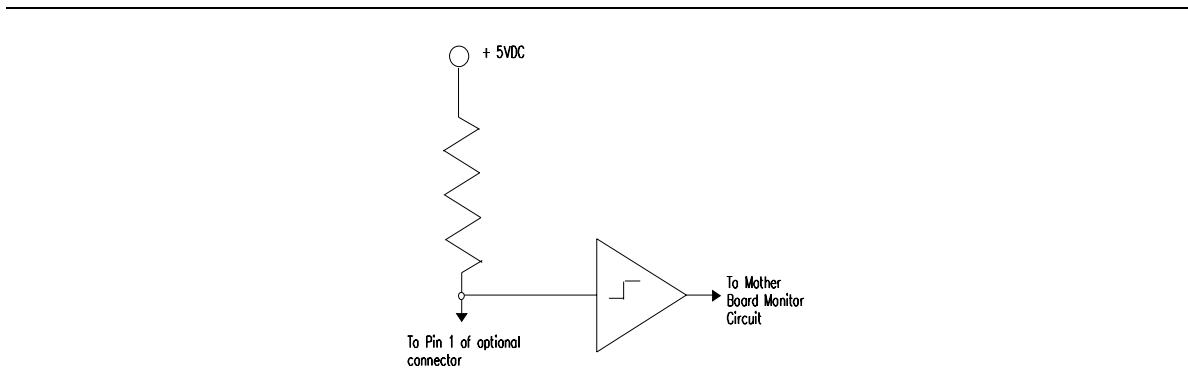 + 5VDC
To Mother
Board Monitor
Circuit
To Pin 1 of optional
connector